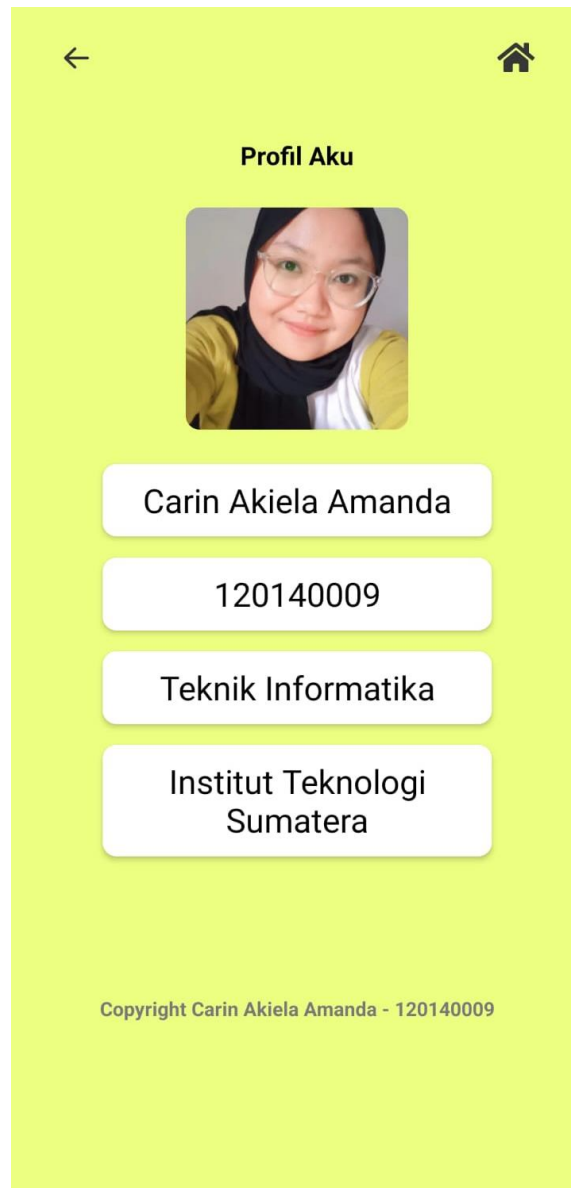 Profil Aku
Carin Akiela Amanda
120140009
Teknik Informatika
Institut Teknologi
Sumatera
Copyright Carin Akiela Amanda - 120140009